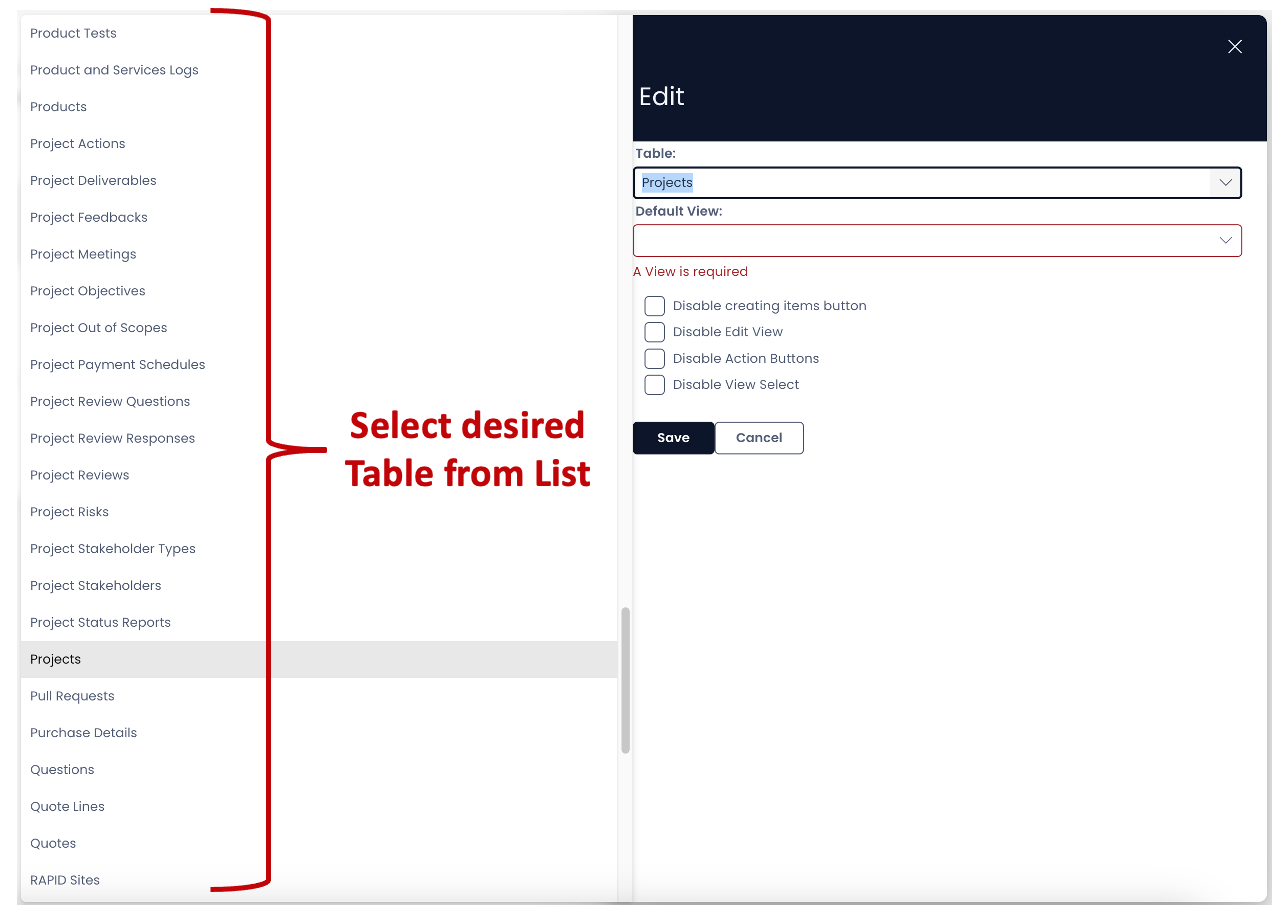 Product Tests
Product and Services Logs
Products
Project Actions
Project Deliverables
Project Feedbacks
Project Meetings
Project Objectives
Project Out of Scopes
Project Payment Schedules
Project Review Questions
Project Review Responses
Project Reviews
Project Risks
Project Stakeholder Types
Project Stakeholders
Project Status Reports
Projects
Pull Requests
Purchase Details
Questions
Quote Lines
Quotes
RAPID Sites
Select desired
Table from List
Edit
Table:
Projects
Default View:
A View is required
Disable creating items button
Disable Edit View
Disable Action Buttons
Disable View Select
Save Cancel